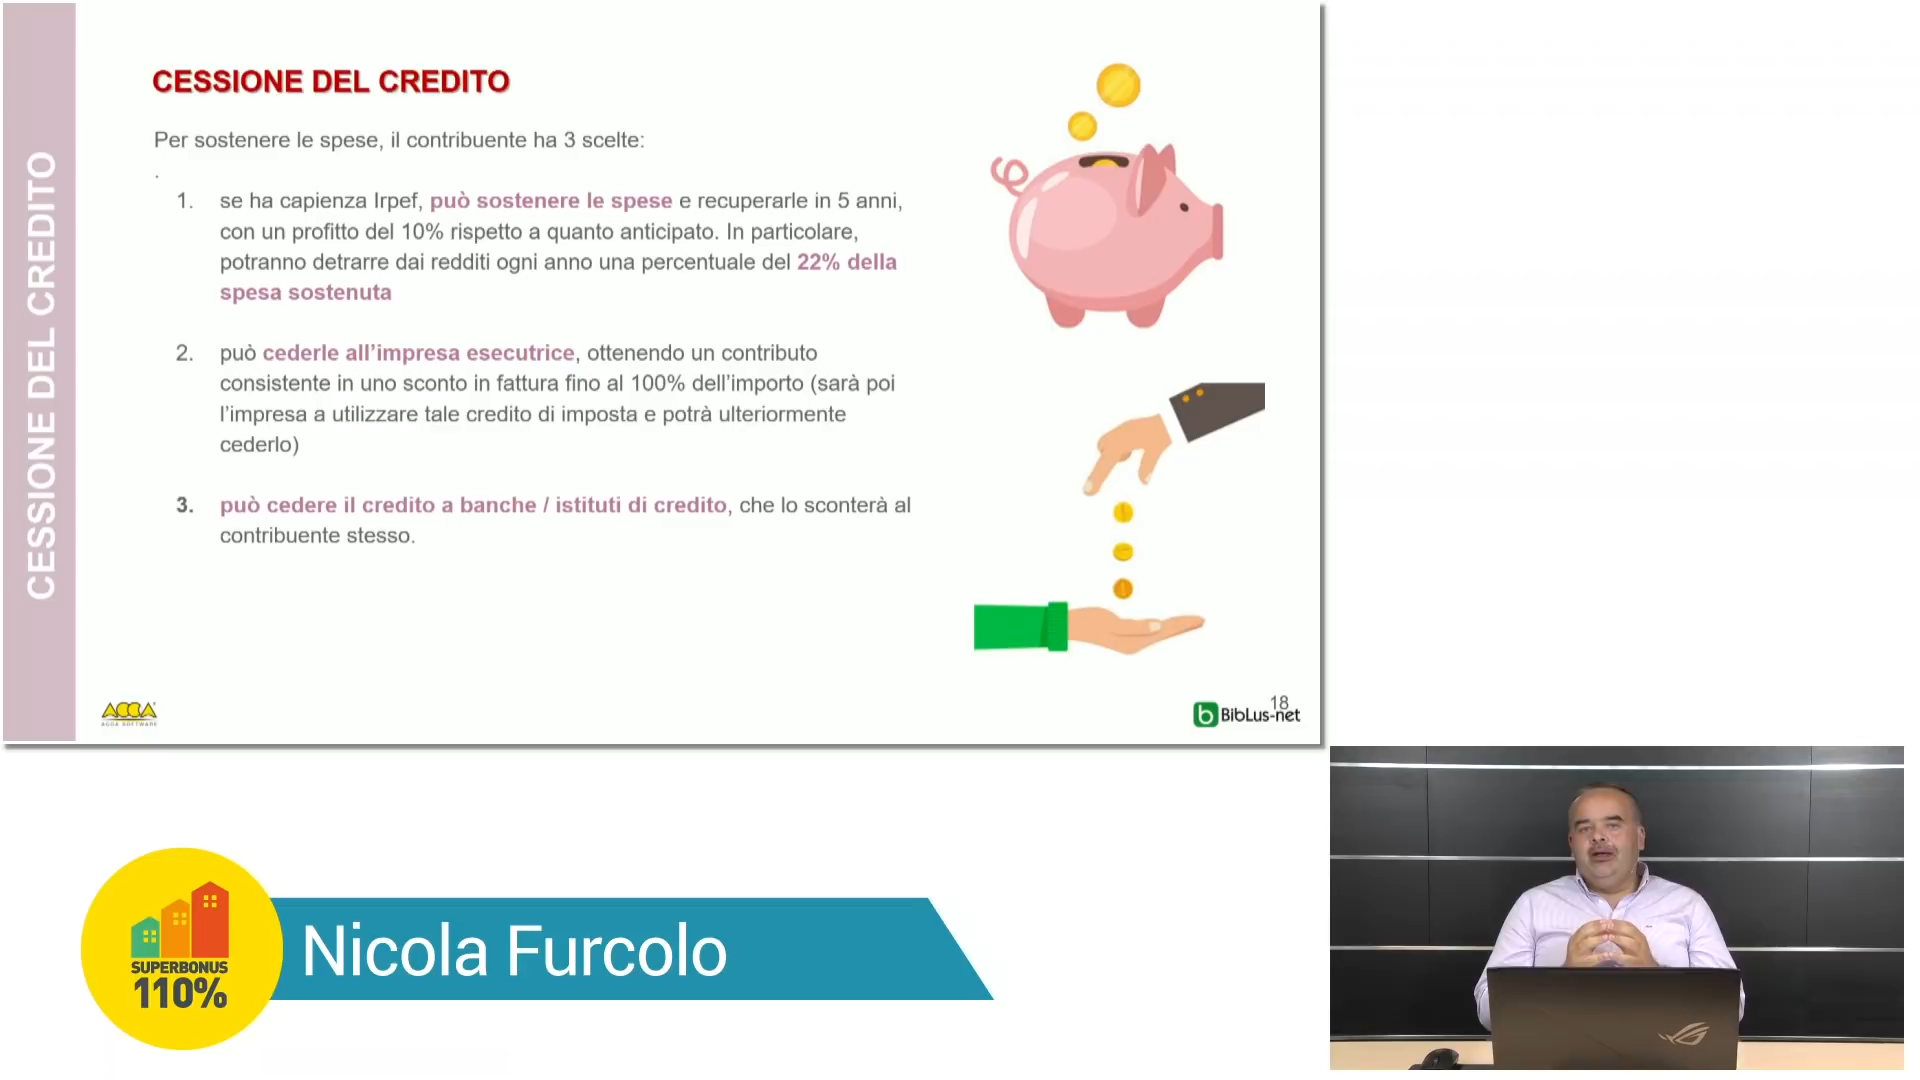 CESSIONE DEL CREDITO
CESSIONE DEL CREDITO
Per sostenere le spese, il contribuente ha 3 scelte:
.
1. se ha capienza Irpef, può sostenere le spese e recuperarle in 5 anni,
con un profitto del 10% rispetto a quanto anticipato. In particolare,
potranno detrarre dai redditi ogni anno una percentuale del 22% della
spesa sostenuta
2. può cederle all’impresa esecutrice, ottenendo un contributo
consistente in uno sconto in fattura fino al 100% dell’importo (sarà poi
l’impresa a utilizzare tale credito di imposta e potrà ulteriormente
cederlo)
3. può cedere il credito a banche / istituti di credito, che lo sconterà al
contribuente stesso.
ACCA
ACCA SOFTWARE
18
b BibLus-net
SUPERBONUS
110%
Nicola Furcolo